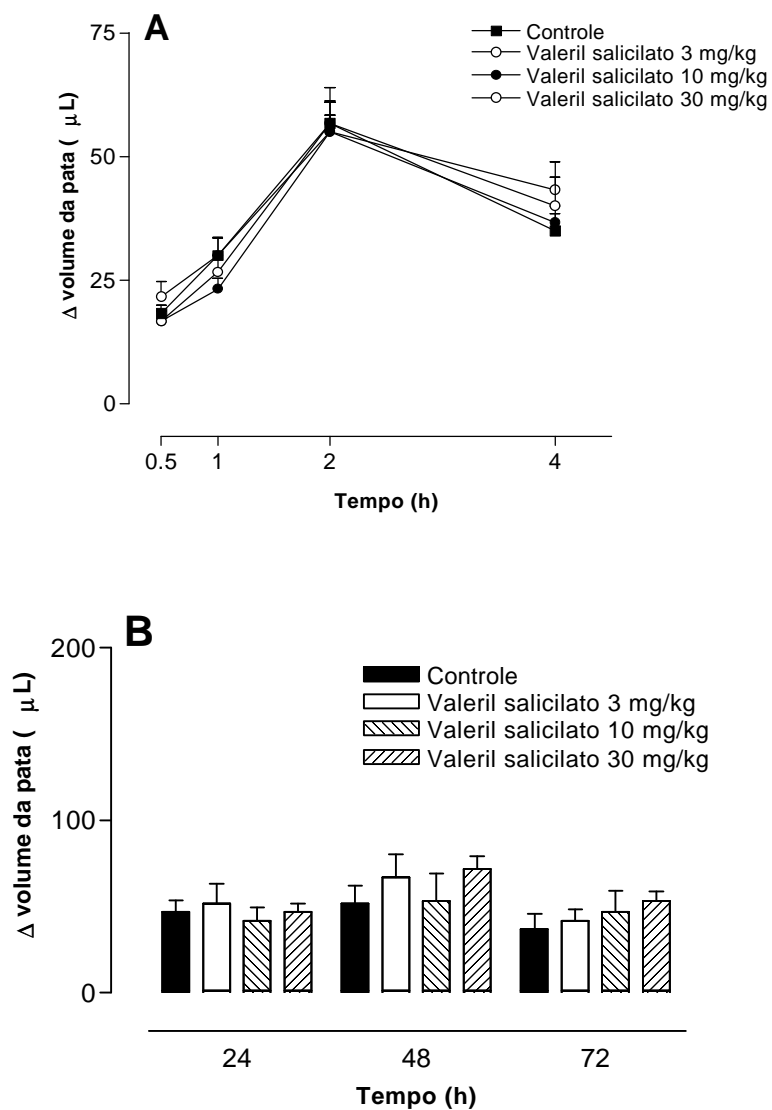 A
75
50
25
0
Δ volume da pata ( μL)
Controle
Valeril salicilato 3 mg/kg
Valeril salicilato 10 mg/kg
Valeril salicilato 30 mg/kg
0.5 1 2 4
Tempo (h)
B
200
100
0
Δ volume da pata ( μL)
Controle
Valeril salicilato 3 mg/kg
Valeril salicilato 10 mg/kg
Valeril salicilato 30 mg/kg
24 48 72
Tempo (h)